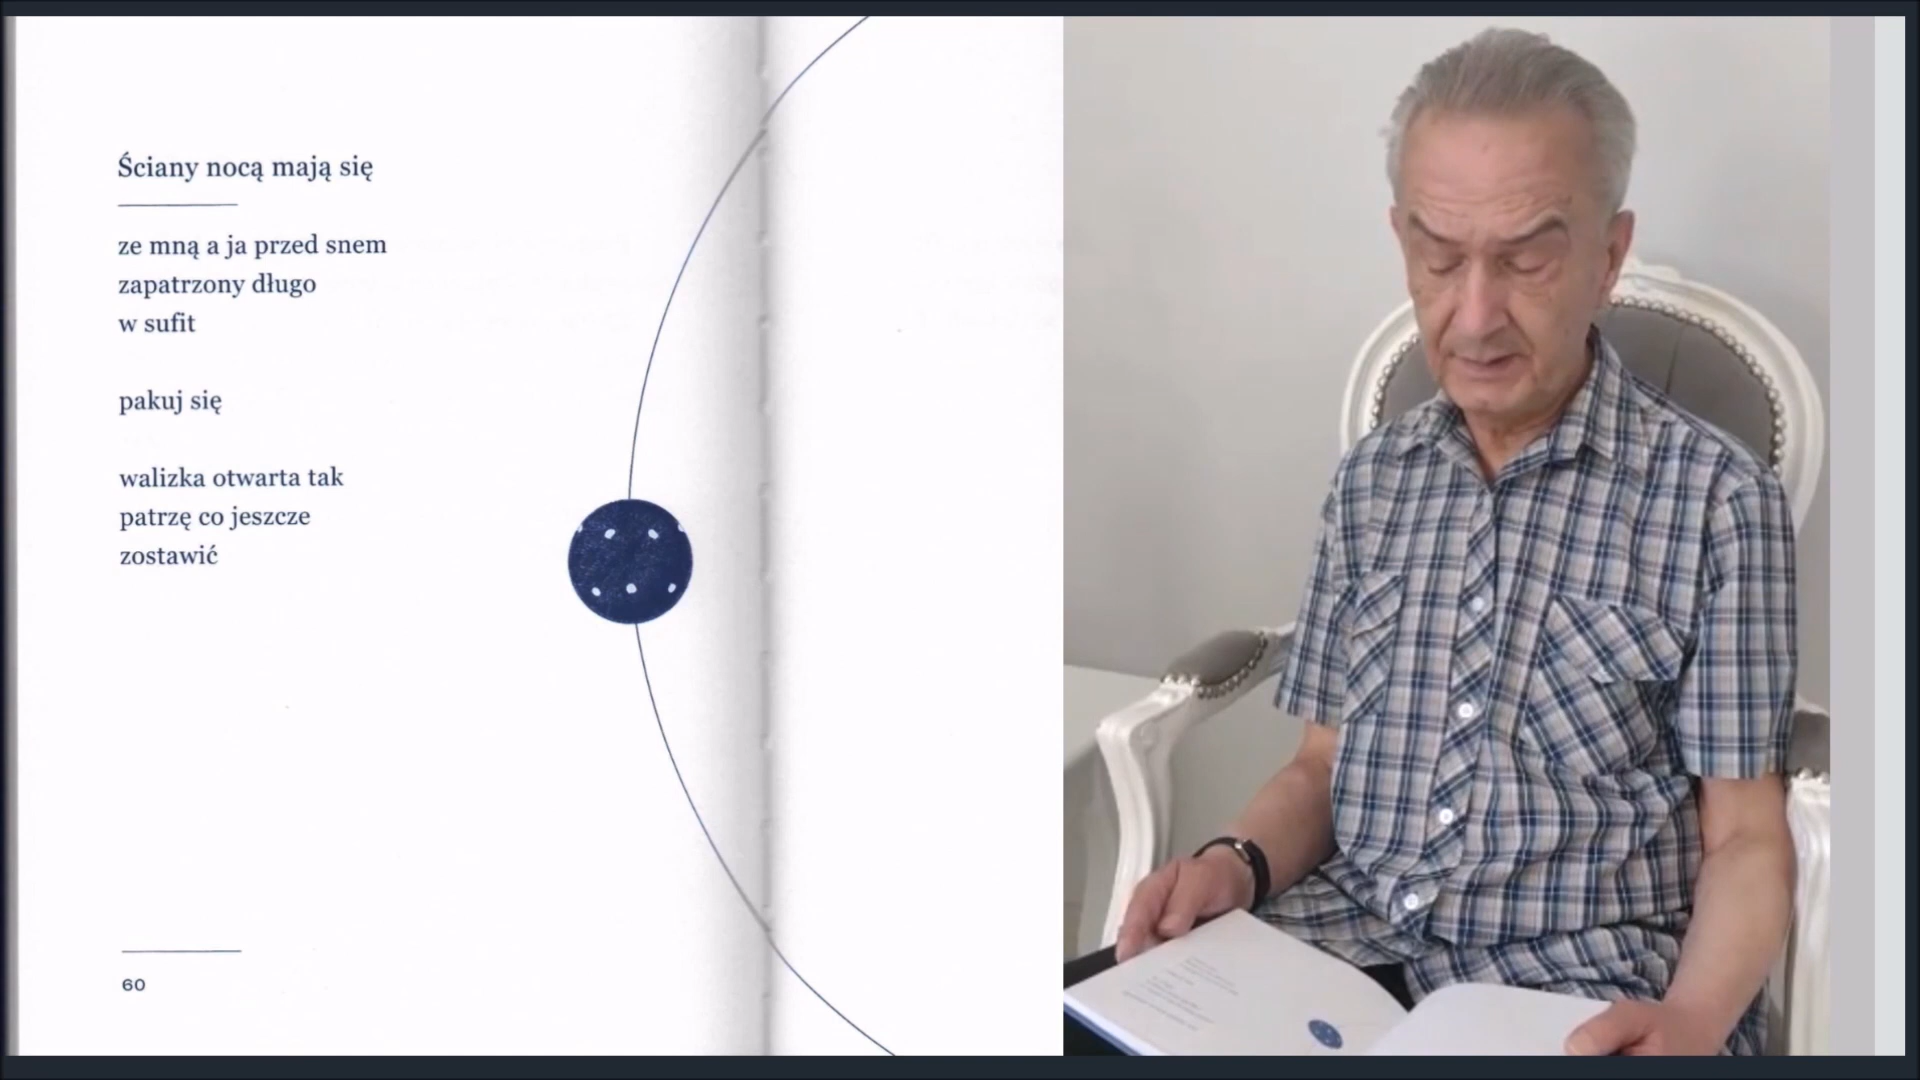 Ściany nocą mają się
ze mną a ja przed snem
zapatrzony długo
w sufit
pakuj się
walizka otwarta tak
patrzę co jeszcze
zostawić
60